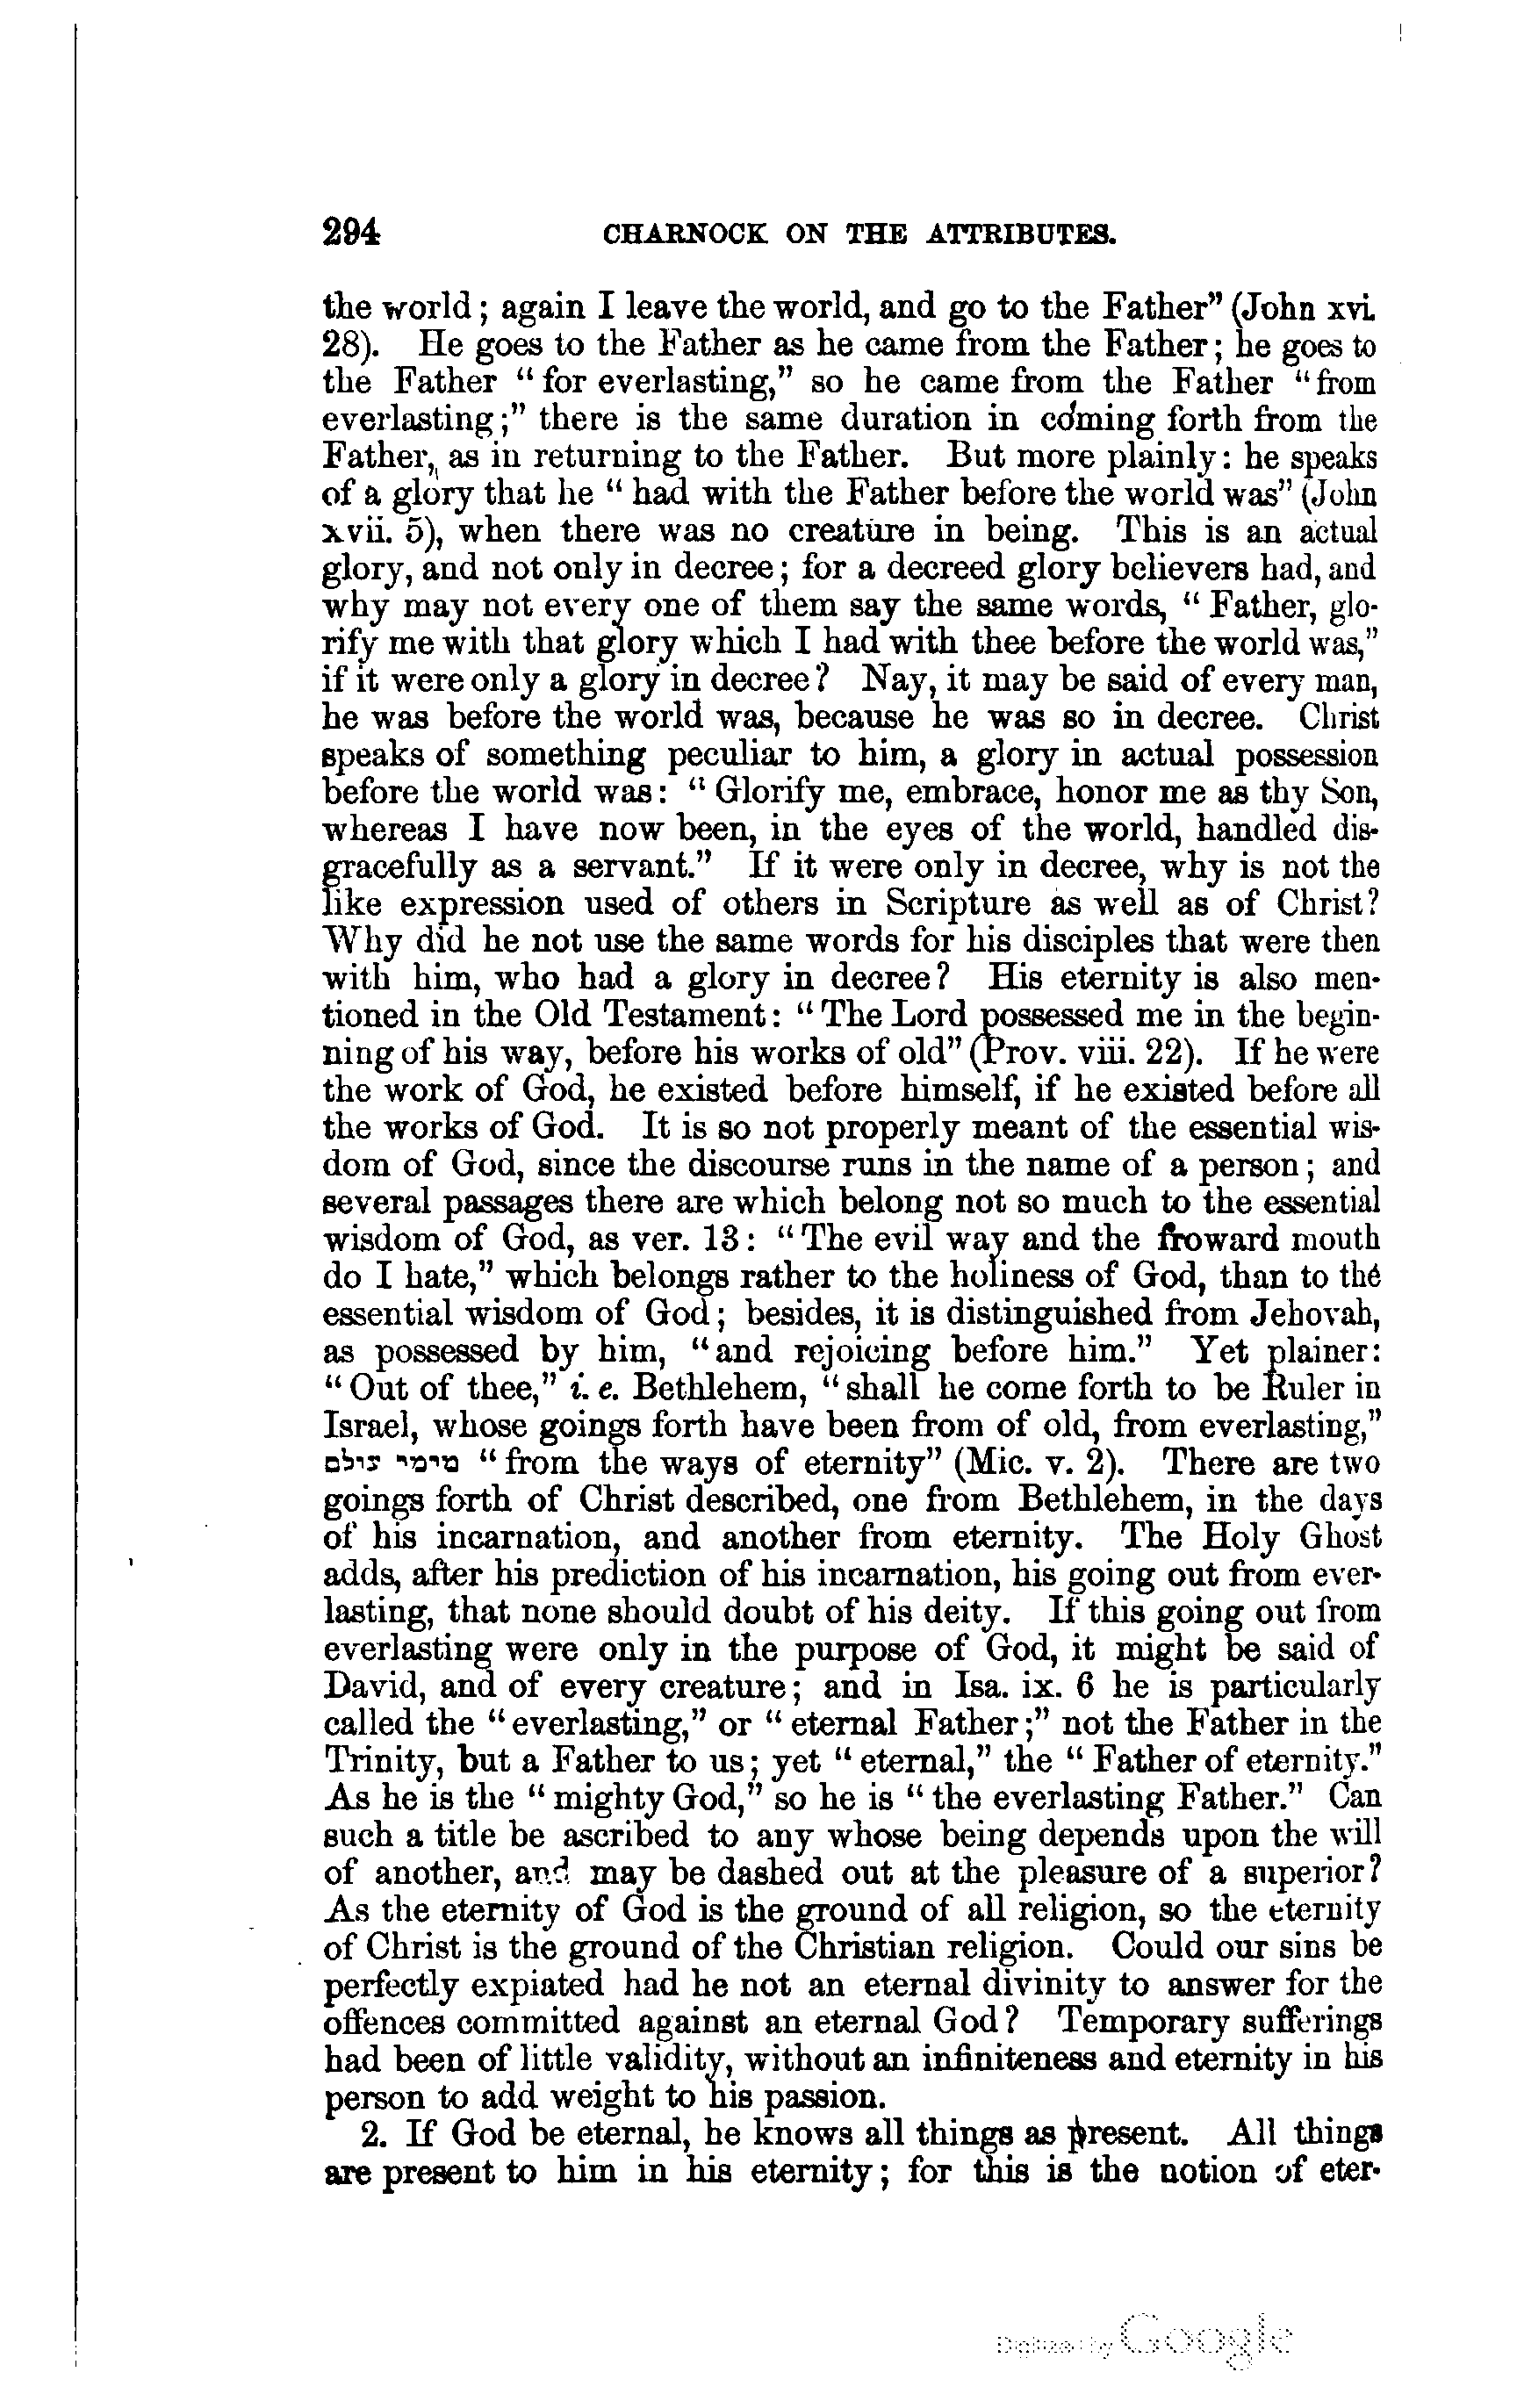 294 CHARNOCK ON THE ATTRIBUTES.
the world; again I leave the world, and go to the Father" (John xvi.
28). He goes to the Father as he came from the Father; he goes to
the Father "for everlasting," so he came from the Father "from
everlasting;" there is the same duration in coming forth from the
Father, as in returning to the Father. But more plainly: he speaks
of a glory that he "had with the Father before the world was" (John
xvii. 5), when there was no creature in being. This is an actual
glory, and not only in decree; for a decreed glory believers had, and
why may not every one of them say the same words, "Father, glo-
rify me with that glory which I had with thee before the world was,"
if it were only a glory in decree? Nay, it may be said of every man,
he was before the world was, because he was so in decree. Christ
speaks of something peculiar to him, a glory in actual possession
before the world was: "Glorify me, embrace, honor me as thy Son,
whereas I have now been, in the eyes of the world, handled dis-
gracefully as a servant." If it were only in decree, why is not the
like expression used of others in Scripture as well as of Christ?
Why did he not use the same words for his disciples that were then
with him, who had a glory in decree? His eternity is also men-
tioned in the Old Testament: "The Lord possessed me in the begin-
ning of his way, before his works of old" (Prov. viii. 22). If he were
the work of God, he existed before himself, if he existed before all
the works of God. It is so not properly meant of the essential wis-
dom of God, since the discourse runs in the name of a person; and
several passages there are which belong not so much to the essential
wisdom of God, as ver. 13: "The evil way and the froward mouth
do I hate," which belongs rather to the holiness of God, than to the
essential wisdom of God; besides, it is distinguished from Jehovah,
as possessed by him, "and rejoicing before him." Yet plainer:
"Out of thee," i. e. Bethlehem, "shall he come forth to be Ruler in
Israel, whose goings forth have been from of old, from everlasting,"
"from the ways of eternity" (Mic. v. 2). There are two
goings forth of Christ described, one from Bethlehem, in the days
of his incarnation, and another from eternity. The Holy Ghost
adds, after his prediction of his incarnation, his going out from ever-
lasting, that none should doubt of his deity. If this going out from
everlasting were only in the purpose of God, it might be said of
David, and of every creature; and in Isa. ix. 6 he is particularly
called the "everlasting," or "eternal Father;" not the Father in the
Trinity, but a Father to us; yet "eternal," the "Father of eternity."
As he is the "mighty God," so he is "the everlasting Father." Can
such a title be ascribed to any whose being depends upon the will
of another, and may be dashed out at the pleasure of a superior?
As the eternity of God is the ground of all religion, so the eternity
of Christ is the ground of the Christian religion. Could our sins be
perfectly expiated had he not an eternal divinity to answer for the
offences committed against an eternal God? Temporary sufferings
had been of little validity, without an infiniteness and eternity in his
person to add weight to his passion.
2. If God be eternal, he knows all things as present. All things
are present to him in his eternity; for this is the notion of eter-
Digitized by Google